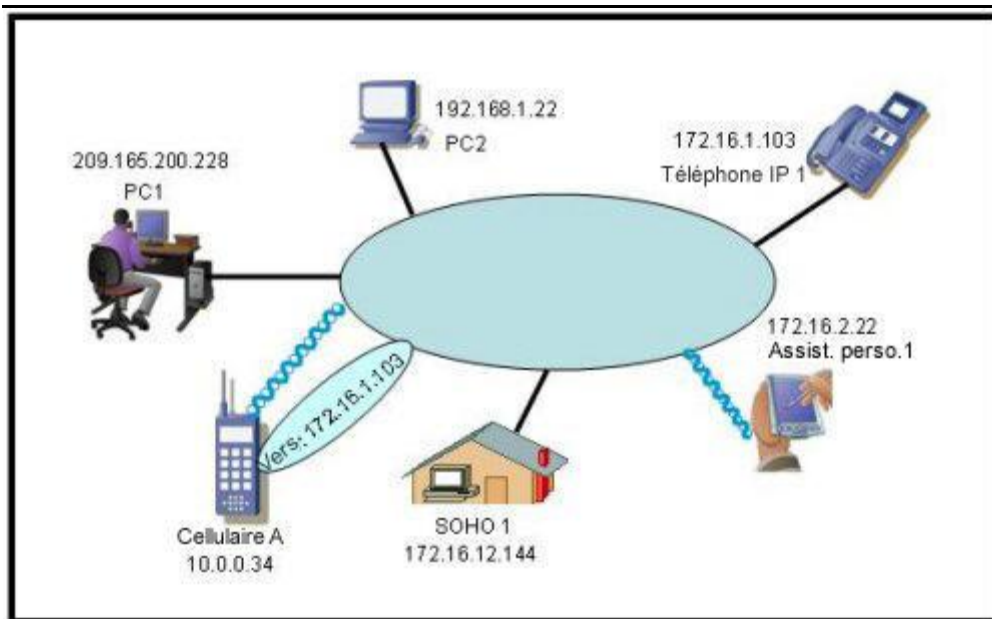 192.168.1.22
PC2
172.16.1.103
Téléphone IP 1
209.165.200.228
PC1
172.16.2.22
Assist. perso.1
Vers: 172.16.1.103
Cellulaire A
10.0.0.34
SOHO 1
172.16.12.144